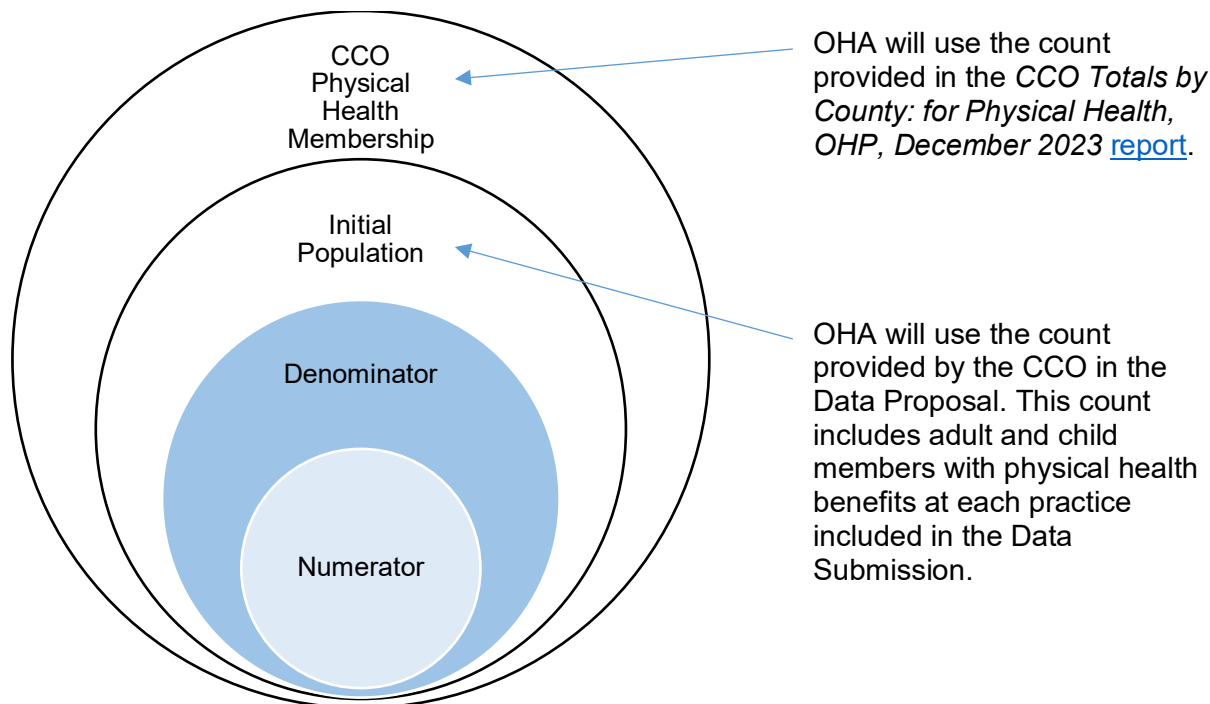 CCO
Physical
Health
Membership
Initial
Population
Denominator
Numerator
OHA will use the count
provided in the CCO Totals by
County: for Physical Health,
OHP, December 2023 report.
OHA will use the count
provided by the CCO in the
Data Proposal. This count
includes adult and child
members with physical health
benefits at each practice
included in the Data
Submission.